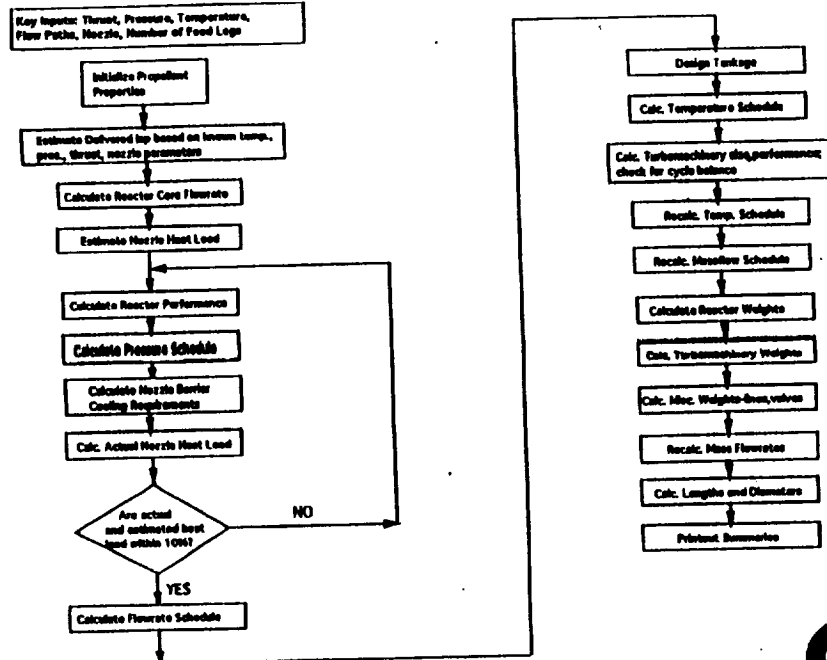 Key Inputs: Thrust, Pressure, Temperature,
Flow Paths, Nozzle, Number of Feed Legs
Initialize Propellant
Properties
Estimate Delivered Isp based on known temp.,
pres., thrust, nozzle parameters
Calculate Reactor Core Flowrate
Estimate Nozzle Heat Load
Calculate Reactor Performance
Calculate Pressure Schedule
Calculate Nozzle Barrier
Cooling Requirements
Calc. Actual Nozzle Heat Load
Are actual
and estimated heat
load within 10%?
NO
YES
Calculate Flowrate Schedule
Design Tankage
Calc. Temperature Schedule
Calc. Turbomachinery size,performance;
check for cycle balance
Recalc. Temp. Schedule
Recalc. Massflow Schedule
Calculate Reactor Weights
Calc. Turbomachinery Weights
Calc. Misc. Weights-lines,valves
Recalc. Mass Flowrates
Calc. Lengths and Diameters
Printout Summaries